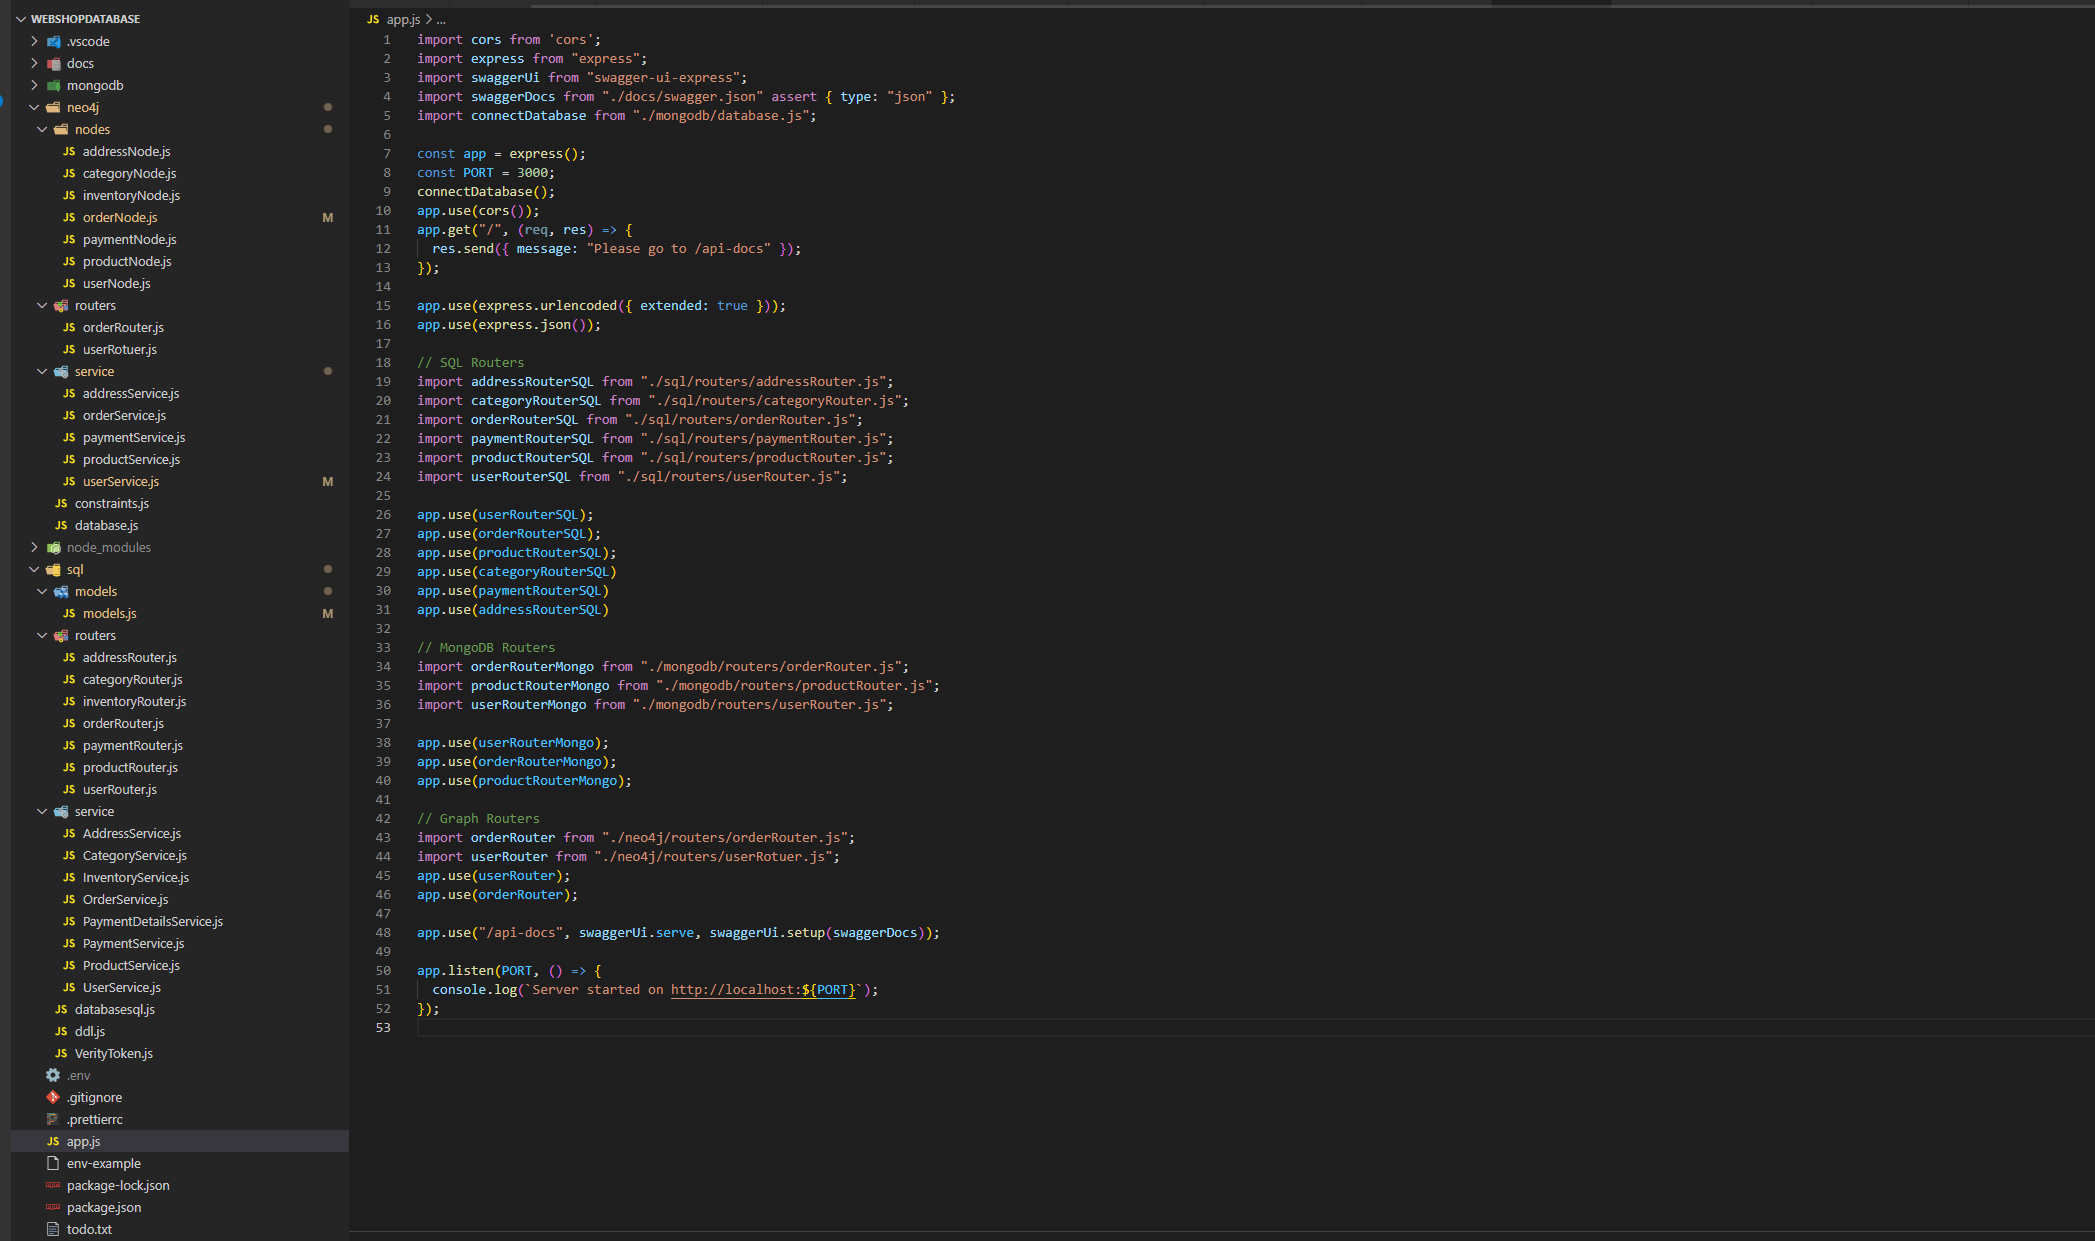 WEBSHOPDATABASE
.vscode
docs
mongodb
neo4j
nodes
JS addressNode.js
JS categoryNode.js
JS inventoryNode.js
JS orderNode.js M
JS paymentNode.js
JS productNode.js
JS userNode.js
routers
JS orderRouter.js
JS userRotuer.js
service
JS addressService.js
JS orderService.js
JS paymentService.js
JS productService.js
JS userService.js M
JS constraints.js
JS database.js
node_modules
sql
models
JS models.js M
routers
JS addressRouter.js
JS categoryRouter.js
JS inventoryRouter.js
JS orderRouter.js
JS paymentRouter.js
JS productRouter.js
JS userRouter.js
service
JS AddressService.js
JS CategoryService.js
JS InventoryService.js
JS OrderService.js
JS PaymentDetailsService.js
JS PaymentService.js
JS ProductService.js
JS UserService.js
JS databasesql.js
JS ddl.js
JS VerityToken.js
.env
.gitignore
.prettierrc
JS app.js
env-example
package-lock.json
package.json
todo.txt
JS app.js > ...
1 import cors from 'cors';
2 import express from "express";
3 import swaggerUi from "swagger-ui-express";
4 import swaggerDocs from "./docs/swagger.json" assert { type: "json" };
5 import connectDatabase from "./mongodb/database.js";
6
7 const app = express();
8 const PORT = 3000;
9 connectDatabase();
10 app.use(cors());
11 app.get("/", (req, res) => {
12 res.send({ message: "Please go to /api-docs" });
13 });
14
15 app.use(express.urlencoded({ extended: true }));
16 app.use(express.json());
17
18 // SQL Routers
19 import addressRouterSQL from "./sql/routers/addressRouter.js";
20 import categoryRouterSQL from "./sql/routers/categoryRouter.js";
21 import orderRouterSQL from "./sql/routers/orderRouter.js";
22 import paymentRouterSQL from "./sql/routers/paymentRouter.js";
23 import productRouterSQL from "./sql/routers/productRouter.js";
24 import userRouterSQL from "./sql/routers/userRouter.js";
25
26 app.use(userRouterSQL);
27 app.use(orderRouterSQL);
28 app.use(productRouterSQL);
29 app.use(categoryRouterSQL)
30 app.use(paymentRouterSQL)
31 app.use(addressRouterSQL)
32
33 // MongoDB Routers
34 import orderRouterMongo from "./mongodb/routers/orderRouter.js";
35 import productRouterMongo from "./mongodb/routers/productRouter.js";
36 import userRouterMongo from "./mongodb/routers/userRouter.js";
37
38 app.use(userRouterMongo);
39 app.use(orderRouterMongo);
40 app.use(productRouterMongo);
41
42 // Graph Routers
43 import orderRouter from "./neo4j/routers/orderRouter.js";
44 import userRouter from "./neo4j/routers/userRotuer.js";
45 app.use(userRouter);
46 app.use(orderRouter);
47
48 app.use("/api-docs", swaggerUi.serve, swaggerUi.setup(swaggerDocs));
49
50 app.listen(PORT, () => {
51 console.log(`Server started on http://localhost:${PORT}`);
52 });
53